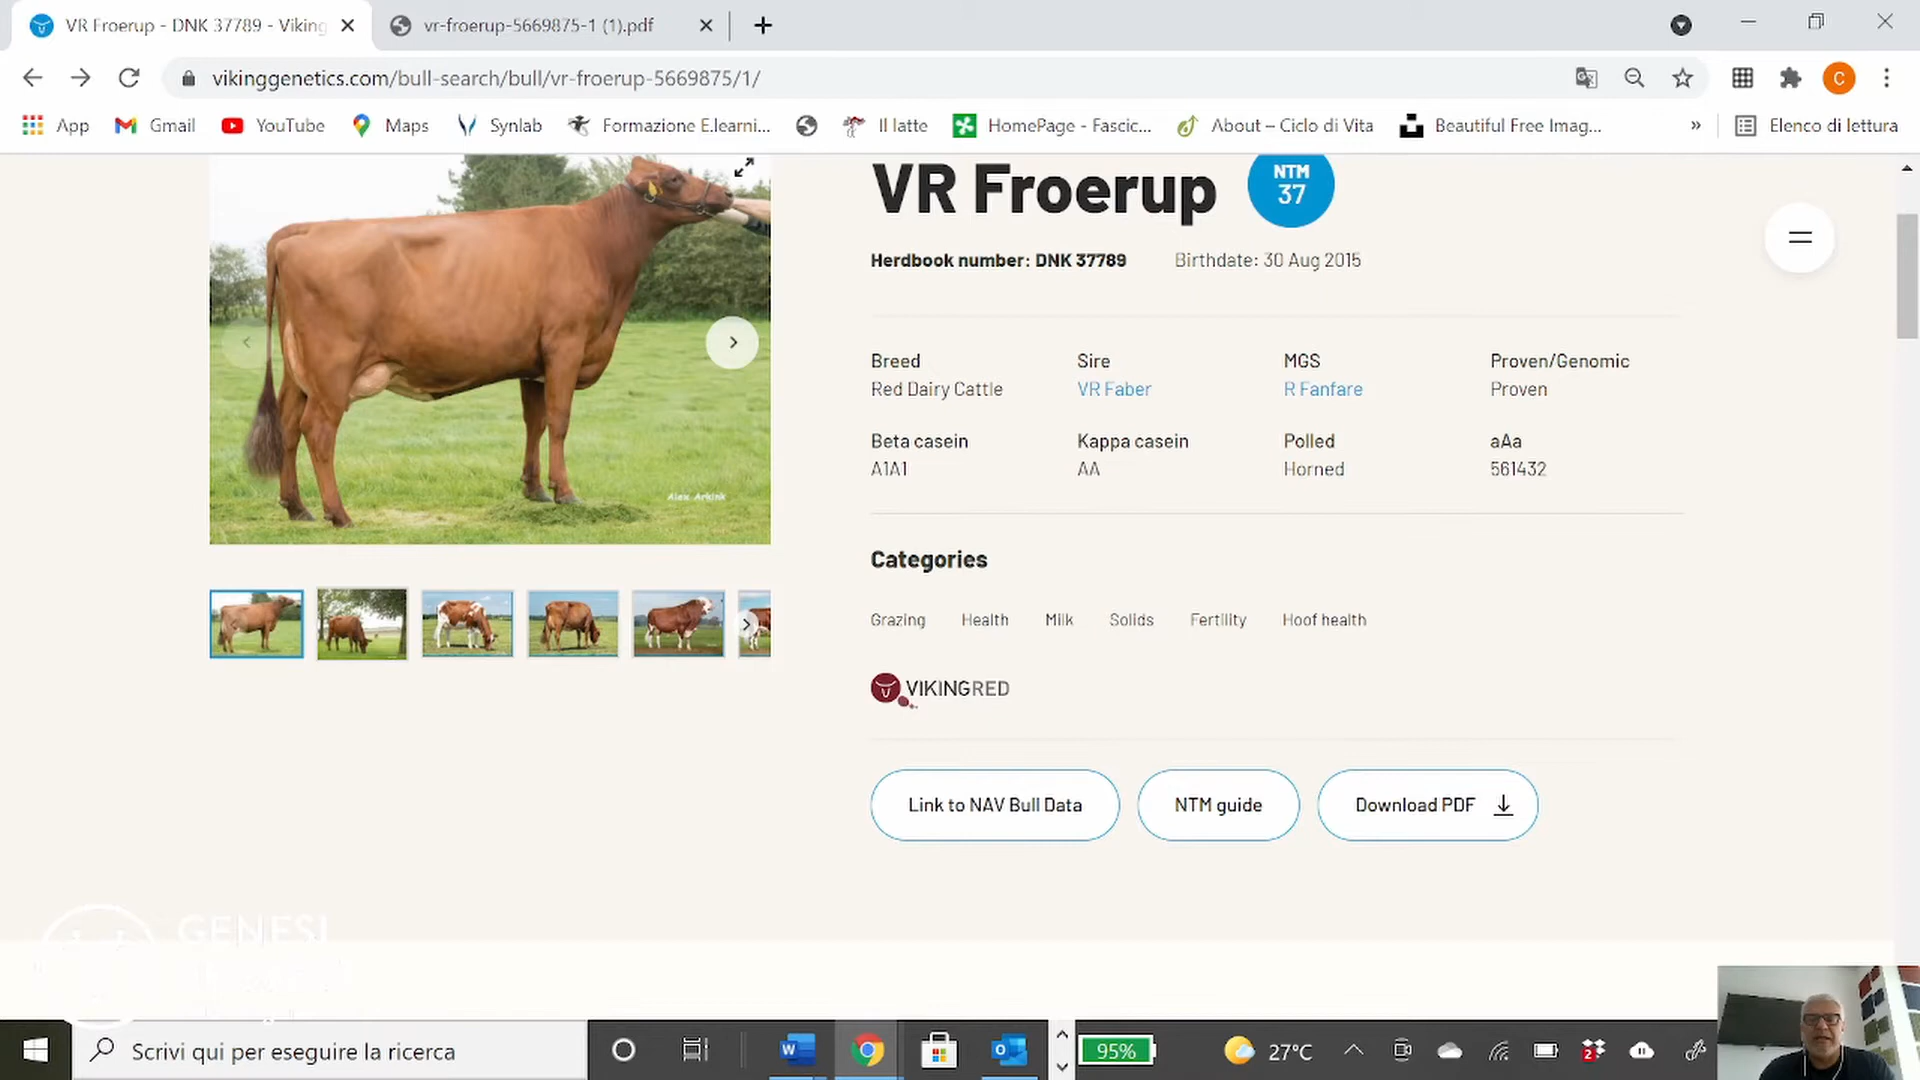 VR Froerup - DNK 37789 - Viking
vr-froerup-5669875-1 (1).pdf
vikinggenetics.com/bull-search/bull/vr-froerup-5669875/1/
C
App
Gmail
YouTube
Maps
Synlab
Formazione E.learni...
Il latte
HomePage - Fascic...
About – Ciclo di Vita
Beautiful Free Imag...
»
Elenco di lettura
VR Froerup
NTM
37
Herdbook number: DNK 37789
Birthdate: 30 Aug 2015
Breed
Red Dairy Cattle
Sire
VR Faber
MGS
R Fanfare
Proven/Genomic
Proven
Beta casein
A1A1
Kappa casein
AA
Polled
Horned
aAa
561432
Alex Arkink
Categories
Grazing Health Milk Solids Fertility Hoof health
VIKINGRED
Link to NAV Bull Data
NTM guide
Download PDF
GENESI
Scrivi qui per eseguire la ricerca
95%
27°C
2